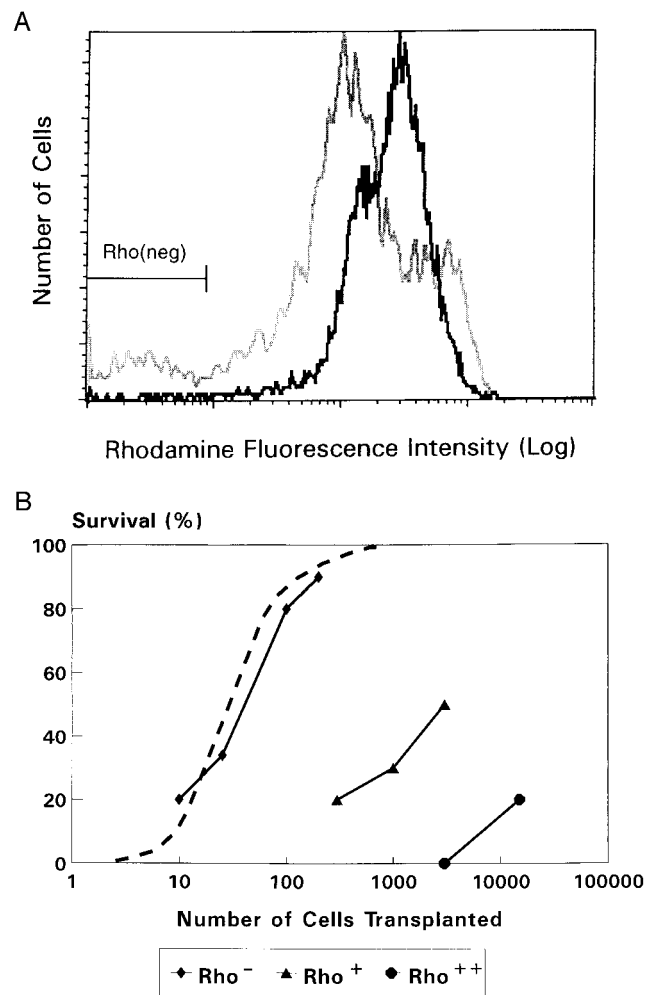 A
Number of Cells
Rho(neg)
Rhodamine Fluorescence Intensity (Log)
B
Survival (%)
100
80
60
40
20
0
1 10 100 1000 10000 100000
Number of Cells Transplanted
Rho⁻ Rho⁺ Rho⁺⁺